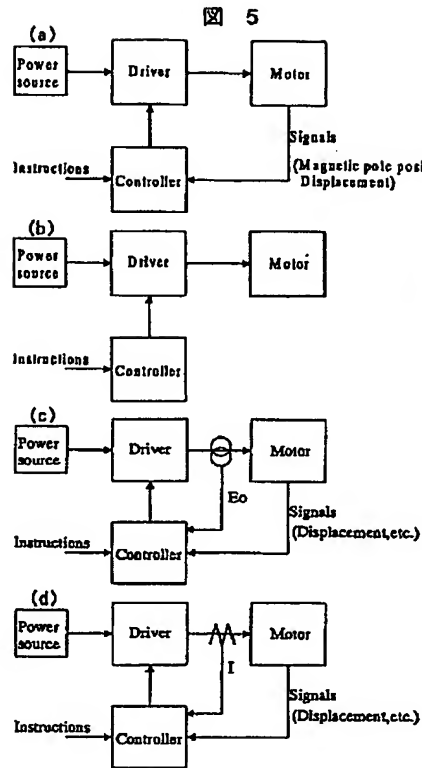 図 5
(a)
Power source
Driver
Motor
Signals
(Magnetic pole posi
Displacement)
Instructions
Controller
(b)
Power source
Driver
Motor
Instructions
Controller
(c)
Power source
Driver
Motor
Eo
Signals
(Displacement,etc.)
Instructions
Controller
(d)
Power source
Driver
Motor
I
Signals
(Displacement,etc.)
Instructions
Controller